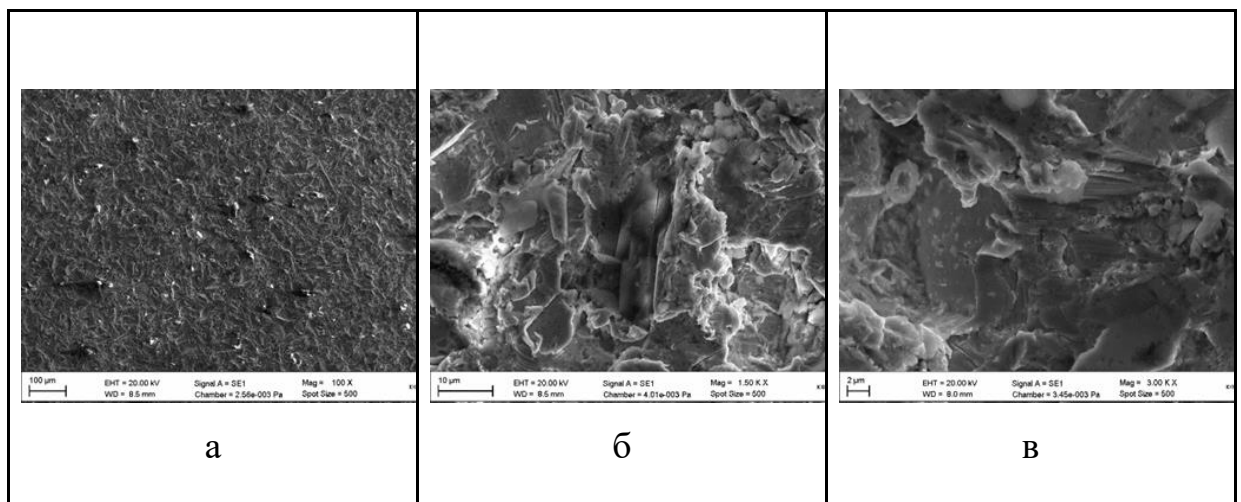 100 µm
EHT = 20.00 kV Signal A = SE1 Mag = 100 X
WD = 8.5 mm Chamber = 2.56e-003 Pa Spot Size = 500
10 µm
EHT = 20.00 kV Signal A = SE1 Mag = 1.50 K X
WD = 8.5 mm Chamber = 4.01e-003 Pa Spot Size = 500
2 µm
EHT = 20.00 kV Signal A = SE1 Mag = 3.00 K X
WD = 8.0 mm Chamber = 3.45e-003 Pa Spot Size = 500
а
б
в